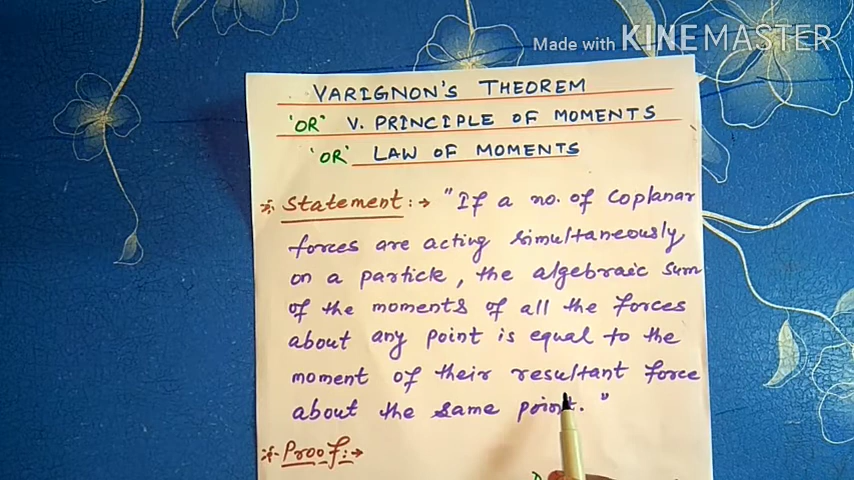 Made with KINEMASTER
VARIGNON'S THEOREM
'OR' V. PRINCIPLE OF MOMENTS
'OR' LAW OF MOMENTS
Statement :→ "If a no. of coplanar
forces are acting simultaneously
on a particle, the algebraic sum
of the moments of all the forces
about any point is equal to the
moment of their resultant force
about the same point."
Proof :→